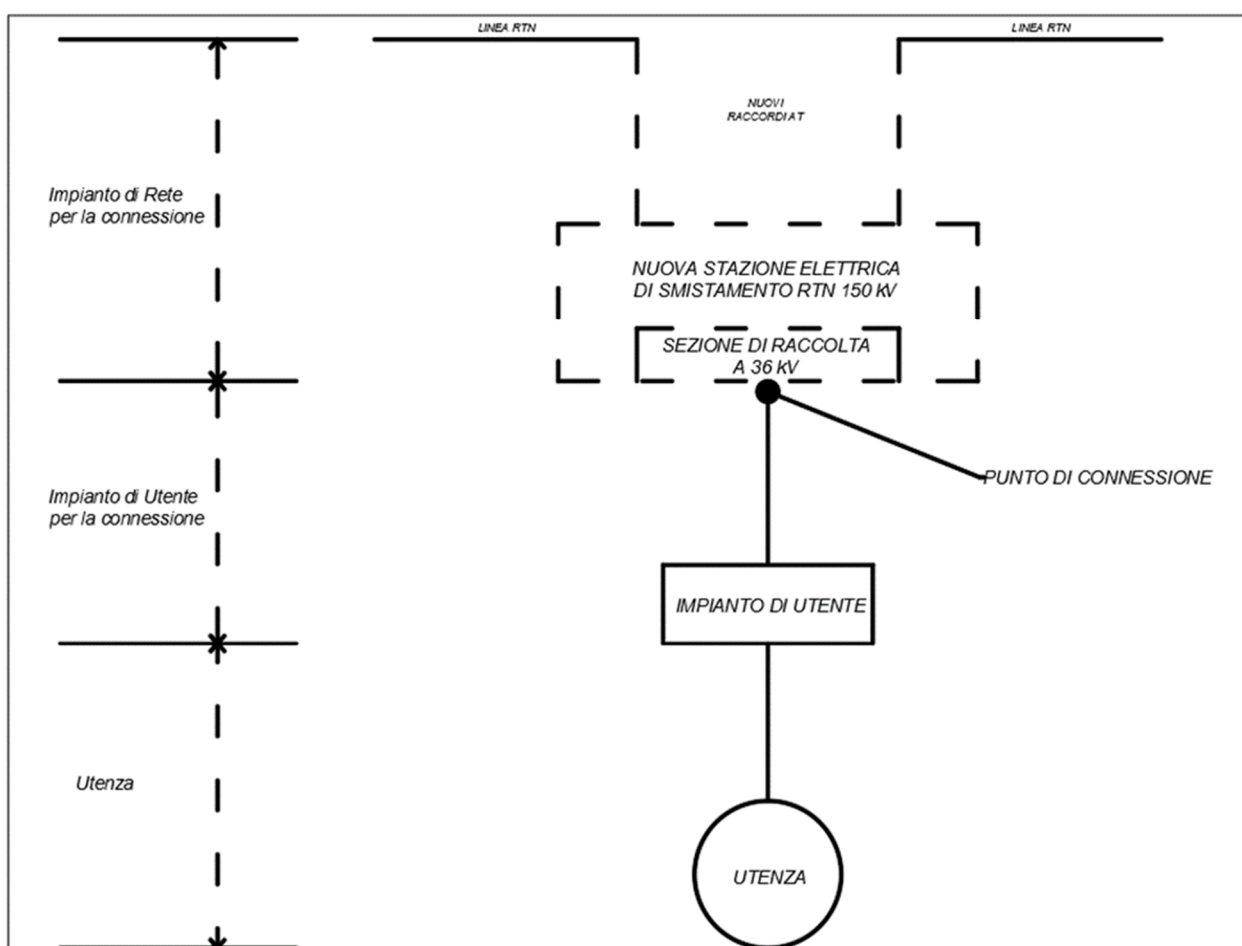 LINEA RTN
LINEA RTN
NUOVI
RACCORDI AT
Impianto di Rete
per la connessione
NUOVA STAZIONE ELETTRICA
DI SMISTAMENTO RTN 150 kV
SEZIONE DI RACCOLTA
A 36 kV
PUNTO DI CONNESSIONE
Impianto di Utente
per la connessione
IMPIANTO DI UTENTE
Utenza
UTENZA